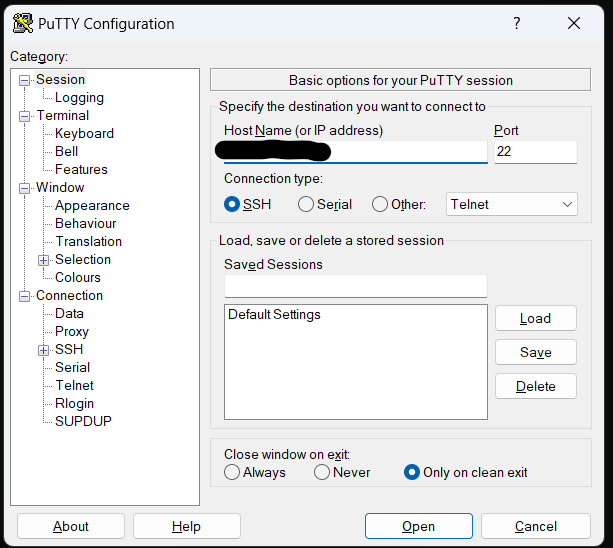 PuTTY Configuration
?
Category:
Session
Logging
Terminal
Keyboard
Bell
Features
Window
Appearance
Behaviour
Translation
Selection
Colours
Connection
Data
Proxy
SSH
Serial
Telnet
Rlogin
SUPDUP
Basic options for your PuTTY session
Specify the destination you want to connect to
Host Name (or IP address) Port
22
Connection type:
SSH Serial Other: Telnet
Load, save or delete a stored session
Saved Sessions
Default Settings
Load
Save
Delete
Close window on exit:
Always Never Only on clean exit
About Help Open Cancel